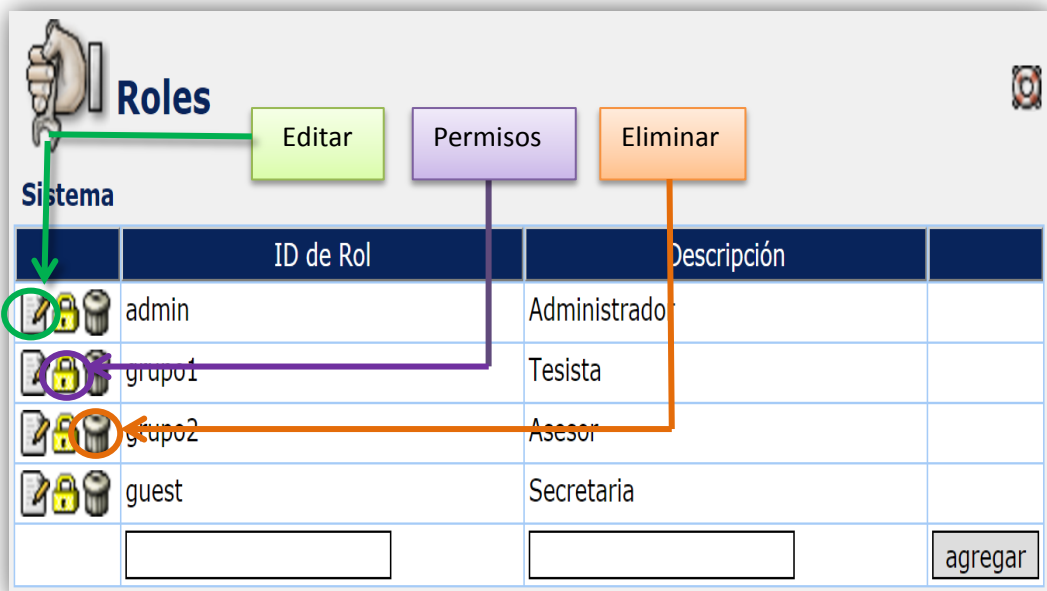 Roles
Editar
Permisos
Eliminar
Sistema
ID de Rol Descripción
admin Administrador
grupo1 Tesista
grupo2 Asesor
guest Secretaria
agregar